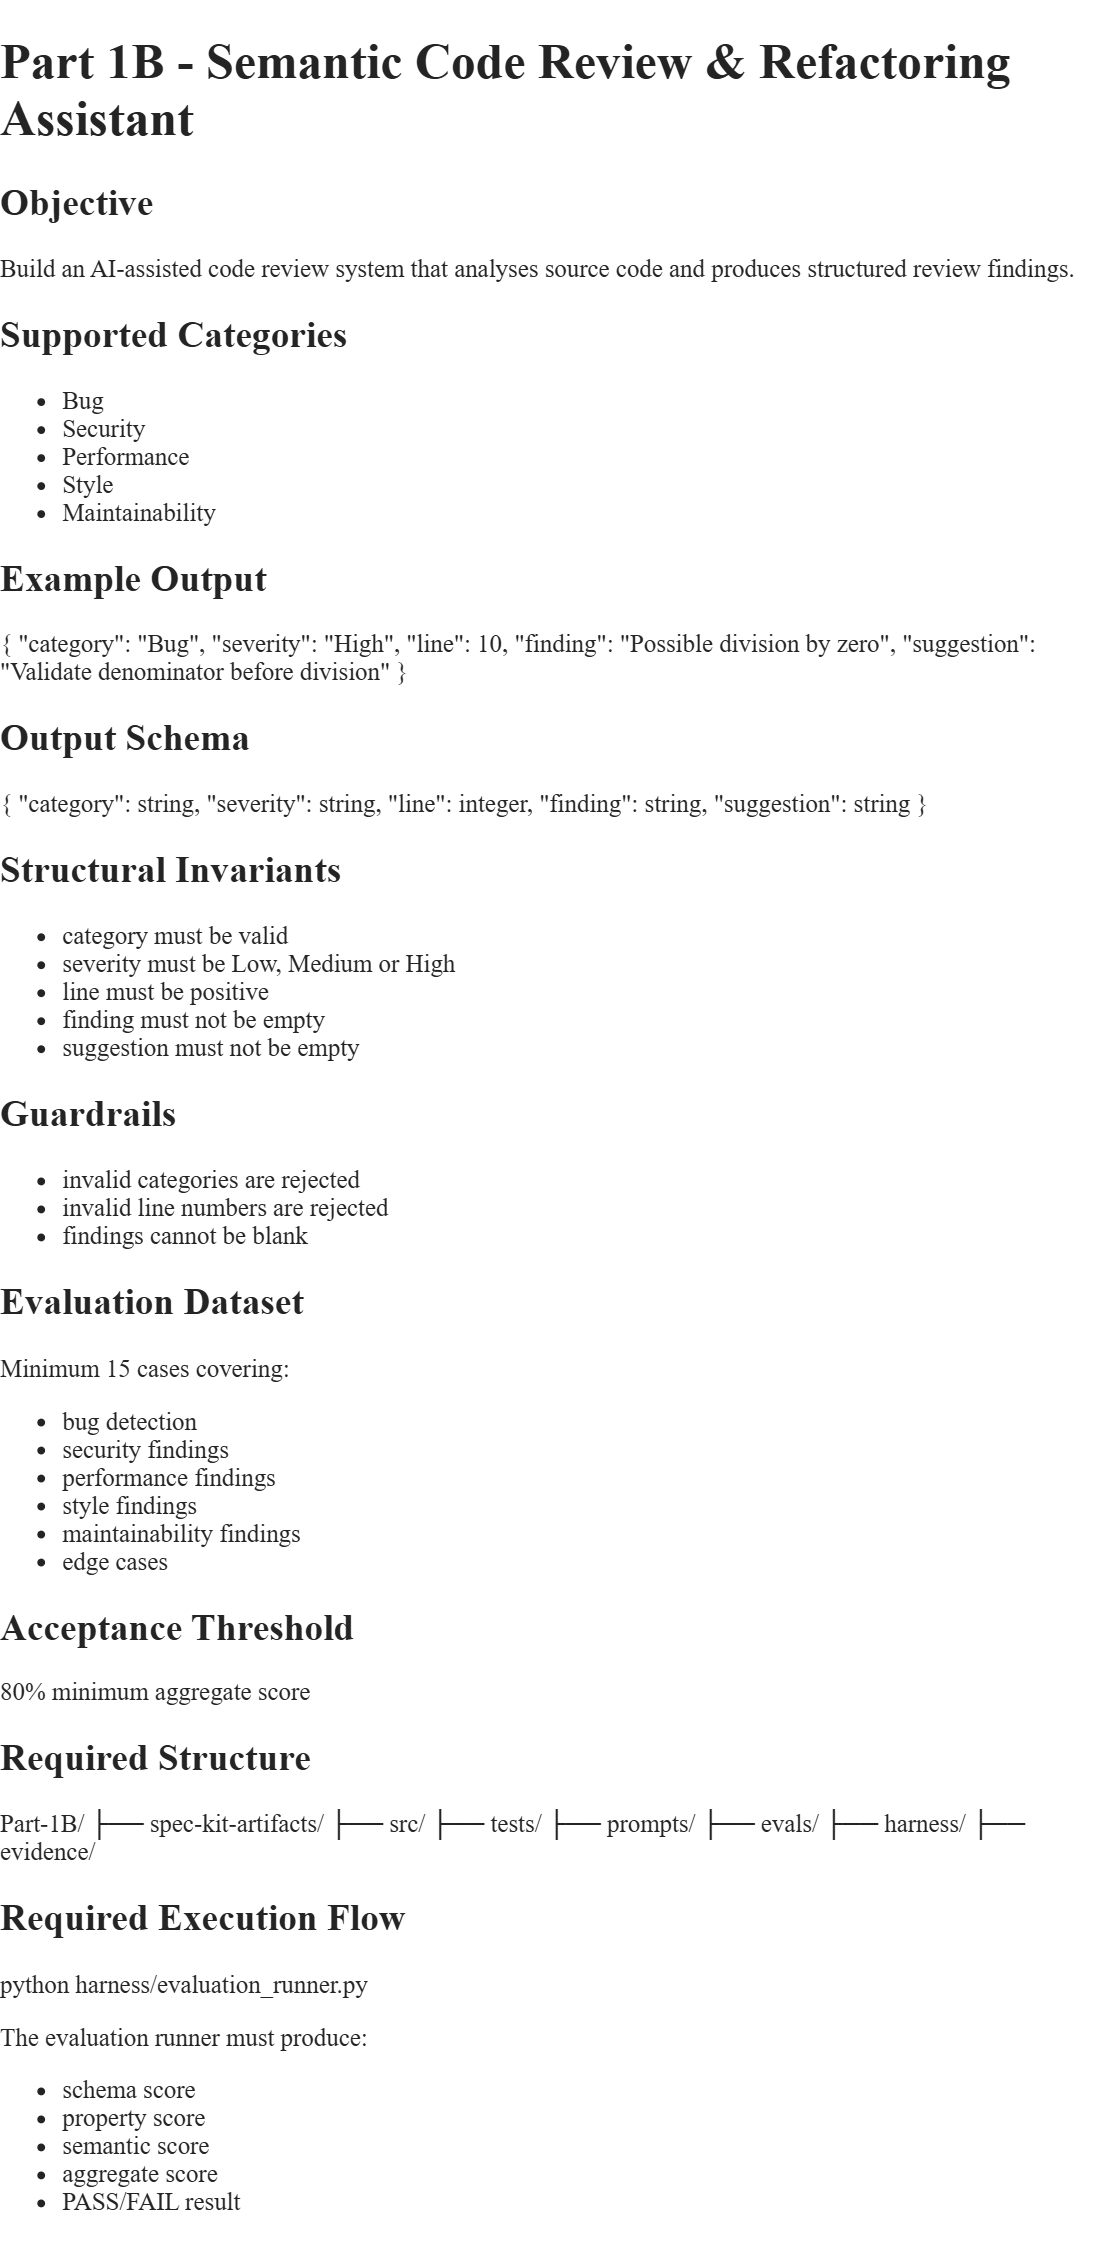 Part 1B - Semantic Code Review & Refactoring
Assistant
Objective
Build an AI-assisted code review system that analyses source code and produces structured review findings.
Supported Categories
• Bug
• Security
• Performance
• Style
• Maintainability
Example Output
{ "category": "Bug", "severity": "High", "line": 10, "finding": "Possible division by zero", "suggestion":
"Validate denominator before division" }
Output Schema
{ "category": string, "severity": string, "line": integer, "finding": string, "suggestion": string }
Structural Invariants
• category must be valid
• severity must be Low, Medium or High
• line must be positive
• finding must not be empty
• suggestion must not be empty
Guardrails
• invalid categories are rejected
• invalid line numbers are rejected
• findings cannot be blank
Evaluation Dataset
Minimum 15 cases covering:
• bug detection
• security findings
• performance findings
• style findings
• maintainability findings
• edge cases
Acceptance Threshold
80% minimum aggregate score
Required Structure
Part-1B/ ├── spec-kit-artifacts/ ├── src/ ├── tests/ ├── prompts/ ├── evals/ ├── harness/ ├──
evidence/
Required Execution Flow
python harness/evaluation_runner.py
The evaluation runner must produce:
• schema score
• property score
• semantic score
• aggregate score
• PASS/FAIL result